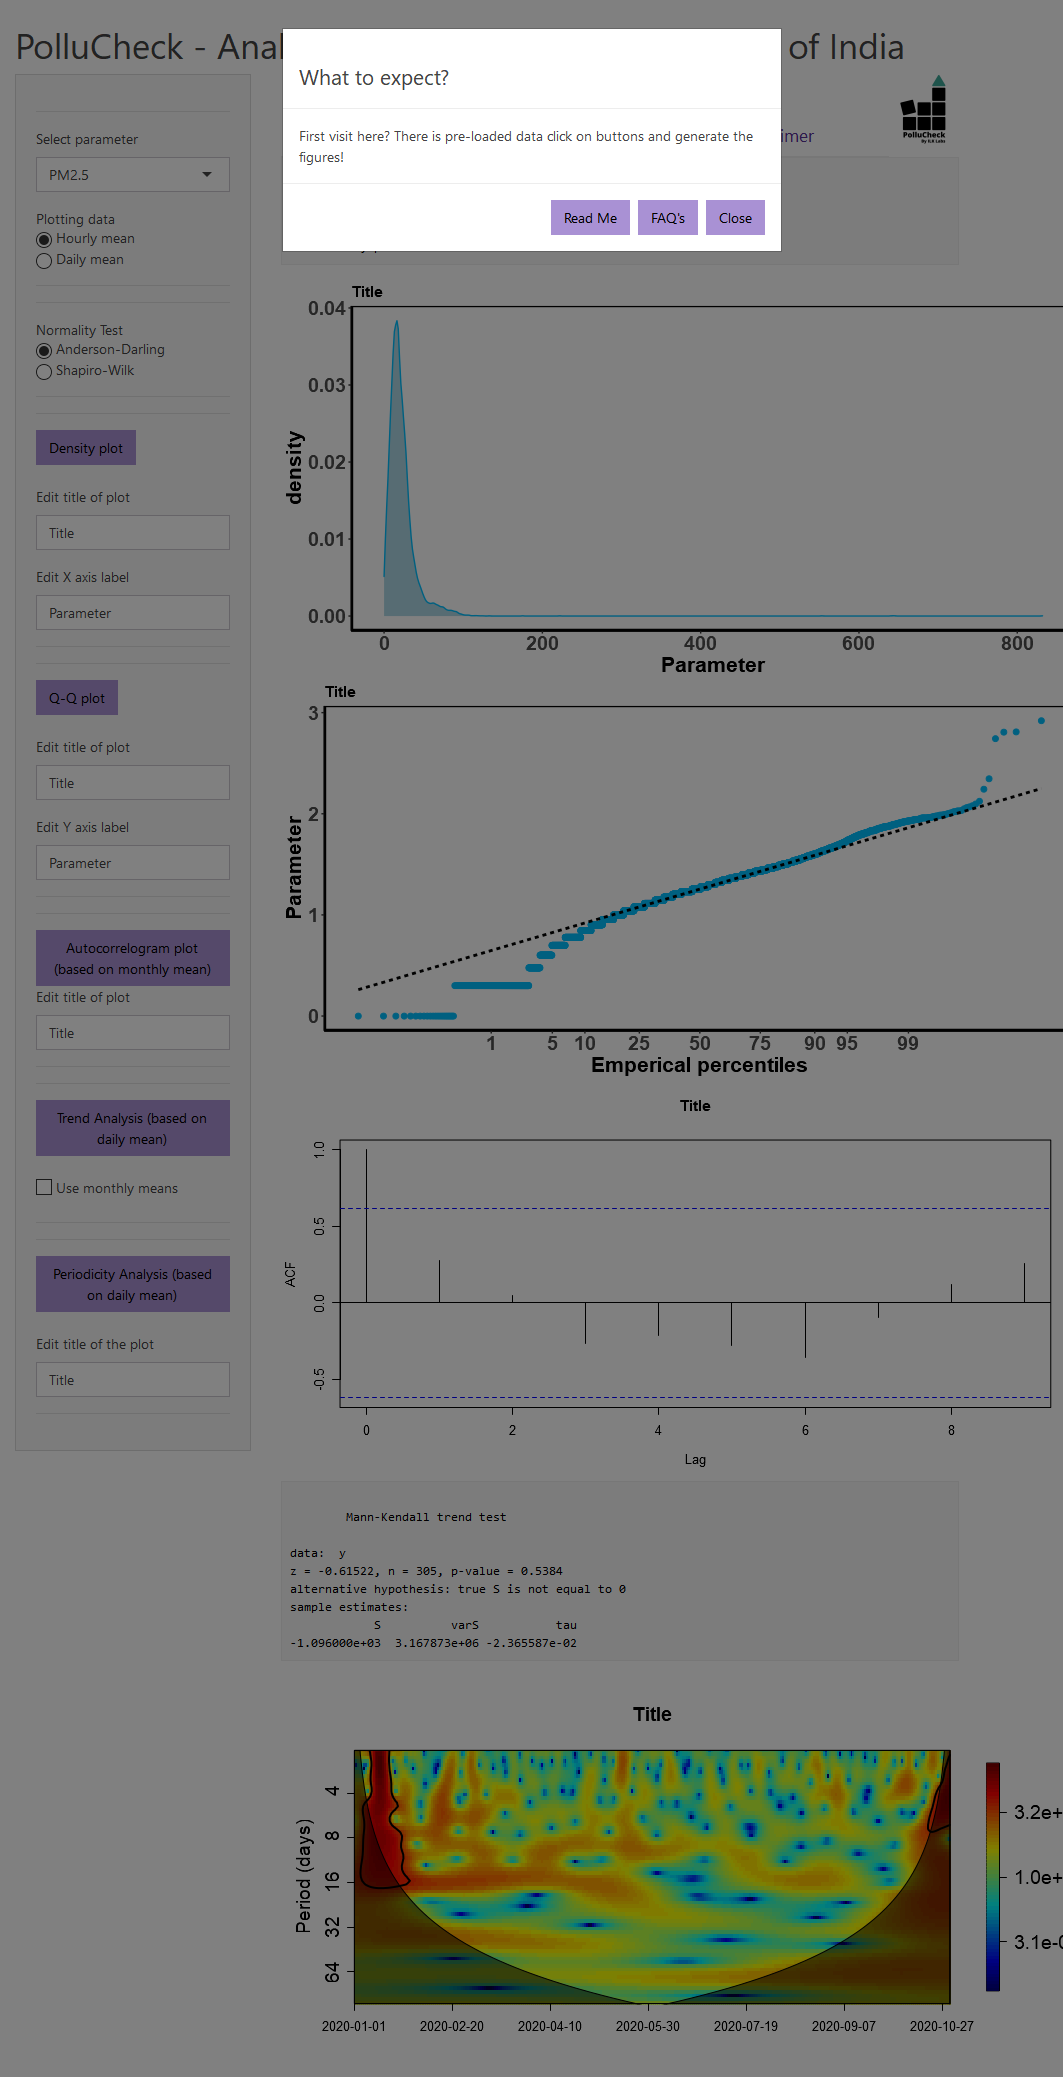 PolluCheck - Anal
of India
What to expect?
First visit here? There is pre-loaded data click on buttons and generate the
figures!
Read Me
FAQ's
Close
imer
PolluCheck
By ILK Labs
Select parameter
PM2.5
Plotting data
Hourly mean
Daily mean
Normality Test
Anderson-Darling
Shapiro-Wilk
Density plot
Edit title of plot
Title
Edit X axis label
Parameter
Q-Q plot
Edit title of plot
Title
Edit Y axis label
Parameter
Autocorrelogram plot
(based on monthly mean)
Edit title of plot
Title
Trend Analysis (based on
daily mean)
Use monthly means
Periodicity Analysis (based
on daily mean)
Edit title of the plot
Title
Title
density
0.04
0.03
0.02
0.01
0.00
0 200 400 600 800
Parameter
Title
Parameter
3
2
1
0
1 5 10 25 50 75 90 95 99
Emperical percentiles
Title
ACF
1.0
0.5
0.0
-0.5
0 2 4 6 8
Lag
Mann-Kendall trend test
data: y
z = -0.61522, n = 305, p-value = 0.5384
alternative hypothesis: true S is not equal to 0
sample estimates:
S varS tau
-1.096000e+03 3.167873e+06 -2.365587e-02
Title
Period (days)
4
8
16
32
64
2020-01-01 2020-02-20 2020-04-10 2020-05-30 2020-07-19 2020-09-07 2020-10-27
3.2e+
1.0e+
3.1e-0